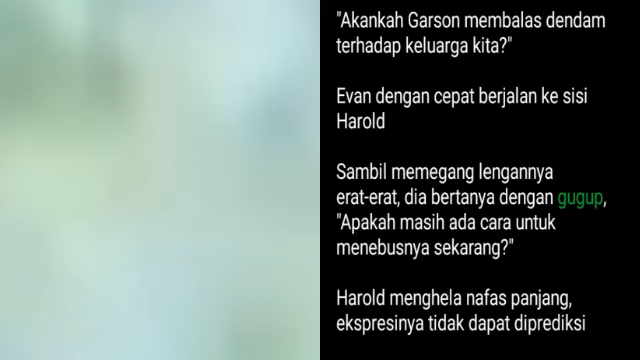 "Akankah Garson membalas dendam
terhadap keluarga kita?"
Evan dengan cepat berjalan ke sisi
Harold
Sambil memegang lengannya
erat-erat, dia bertanya dengan gugup,
"Apakah masih ada cara untuk
menebusnya sekarang?"
Harold menghela nafas panjang,
ekspresinya tidak dapat diprediksi